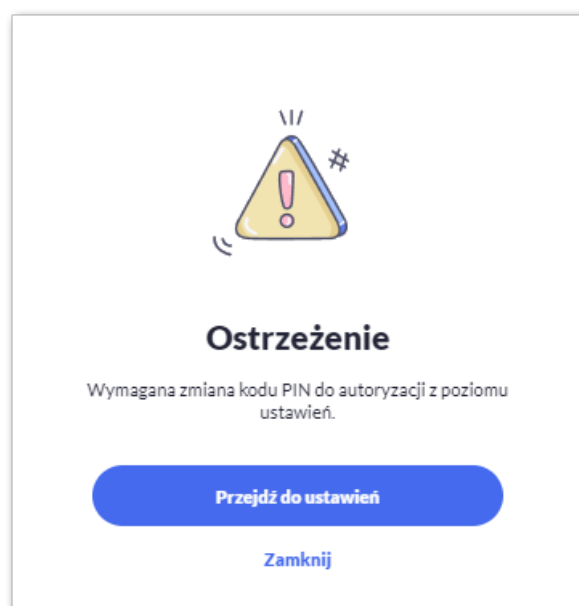 Ostrzeżenie
Wymagana zmiana kodu PIN do autoryzacji z poziomu
ustawień.
Przejdź do ustawień
Zamknij